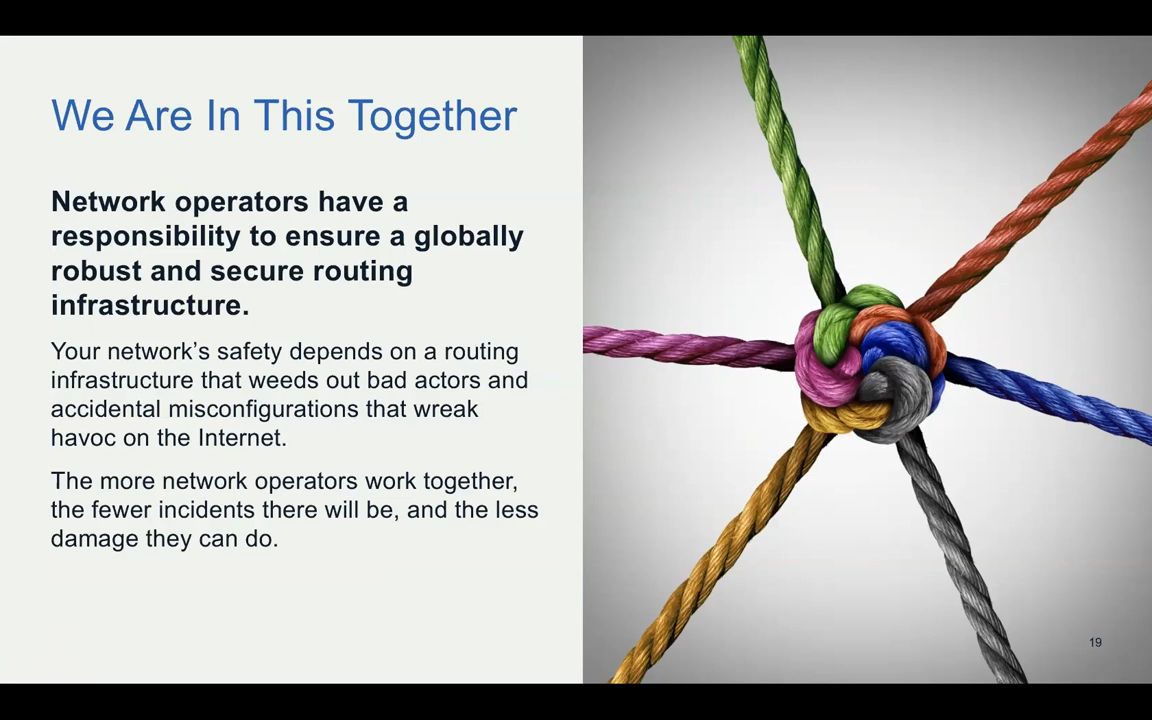 We Are In This Together
Network operators have a
responsibility to ensure a globally
robust and secure routing
infrastructure.
Your network’s safety depends on a routing
infrastructure that weeds out bad actors and
accidental misconfigurations that wreak
havoc on the Internet.
The more network operators work together,
the fewer incidents there will be, and the less
damage they can do.
19